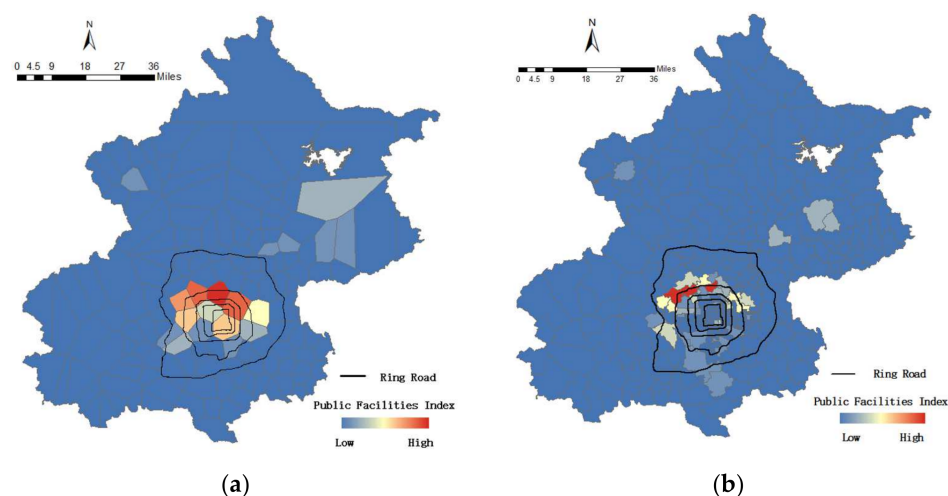 N
0 4.5 9 18 27 36
Miles
Ring Road
Public Facilities Index
Low High
(a)
N
0 4.5 9 18 27 36
Miles
Ring Road
Public Facilities Index
Low High
(b)